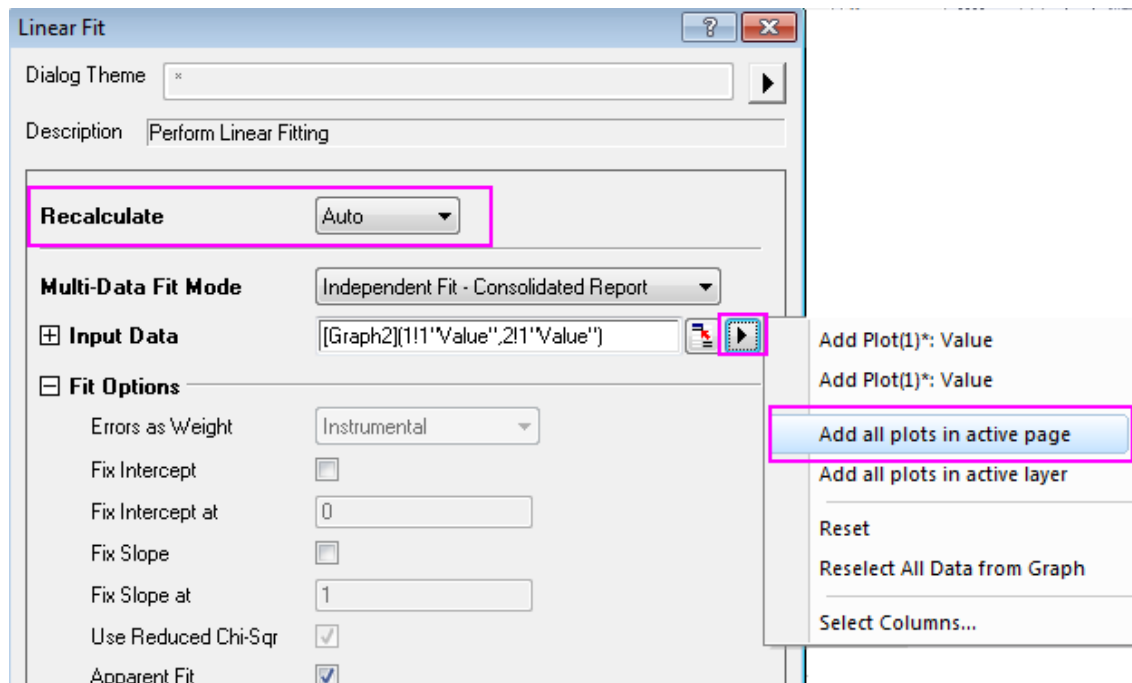 Linear Fit
Dialog Theme *
Description Perform Linear Fitting
Recalculate Auto
Multi-Data Fit Mode Independent Fit - Consolidated Report
Input Data [Graph2](1!1"Value",2!1"Value")
Add Plot(1)*: Value
Add Plot(1)*: Value
Add all plots in active page
Add all plots in active layer
Reset
Reselect All Data from Graph
Select Columns...
Fit Options
Errors as Weight Instrumental
Fix Intercept
Fix Intercept at 0
Fix Slope
Fix Slope at 1
Use Reduced Chi-Sqr
Apparent Fit